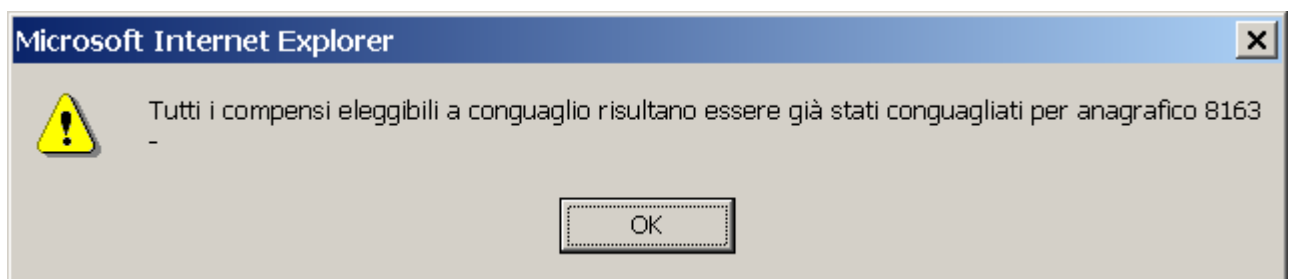 Microsoft Internet Explorer
Tutti i compensi eleggibili a conguaglio risultano essere già stati conguagliati per anagrafico 8163
-
OK